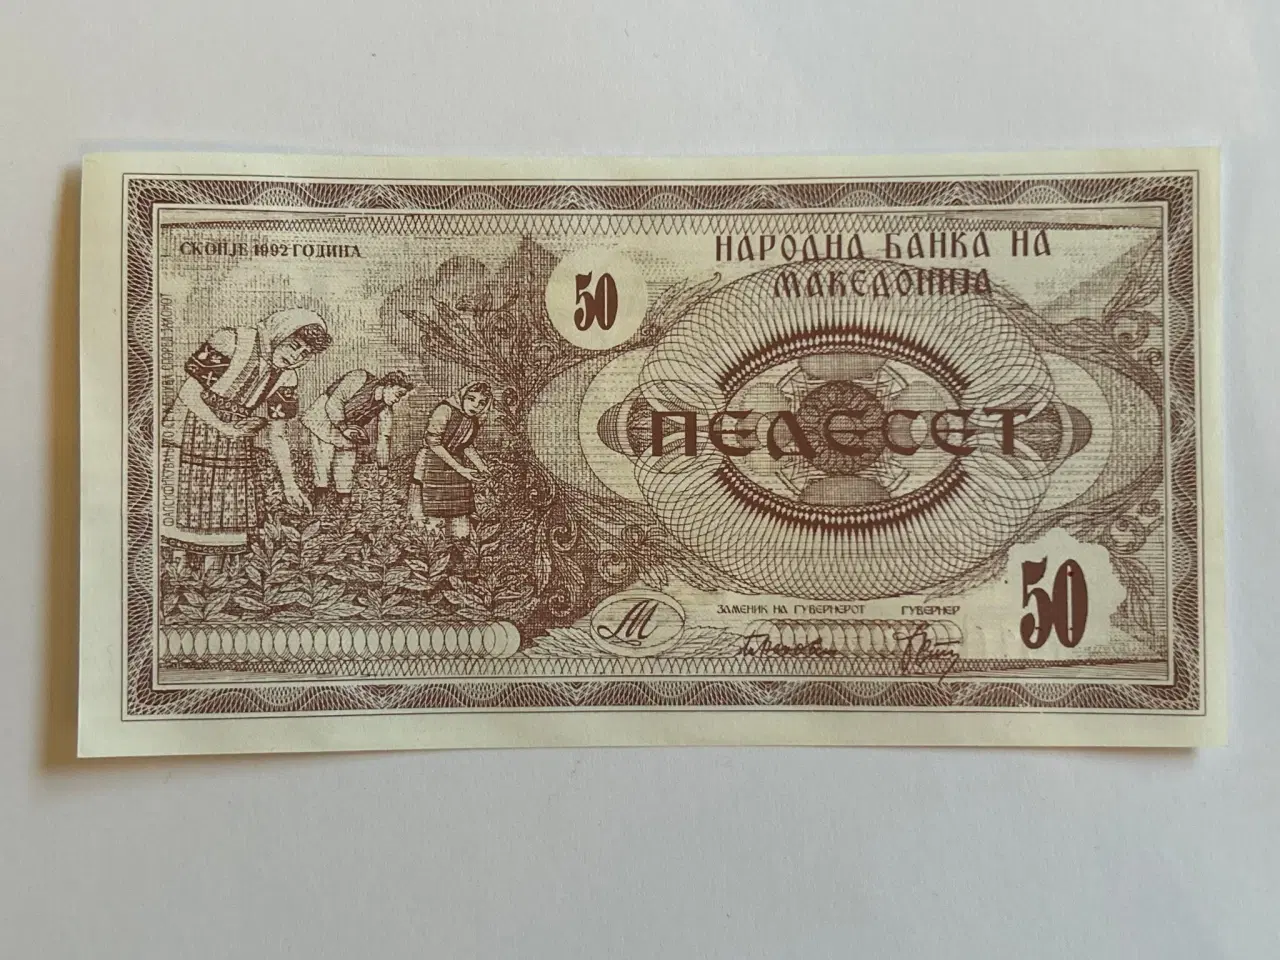 СКОПЈЕ 1992 ГОДИНА
50
НАРОДНА БАНКА НА
МАКЕДОНИЈА
ПЕДЕСЕТ
М
ЗАМЕНИК НА ГУВЕРНЕРОТ ГУВЕРНЕР
50